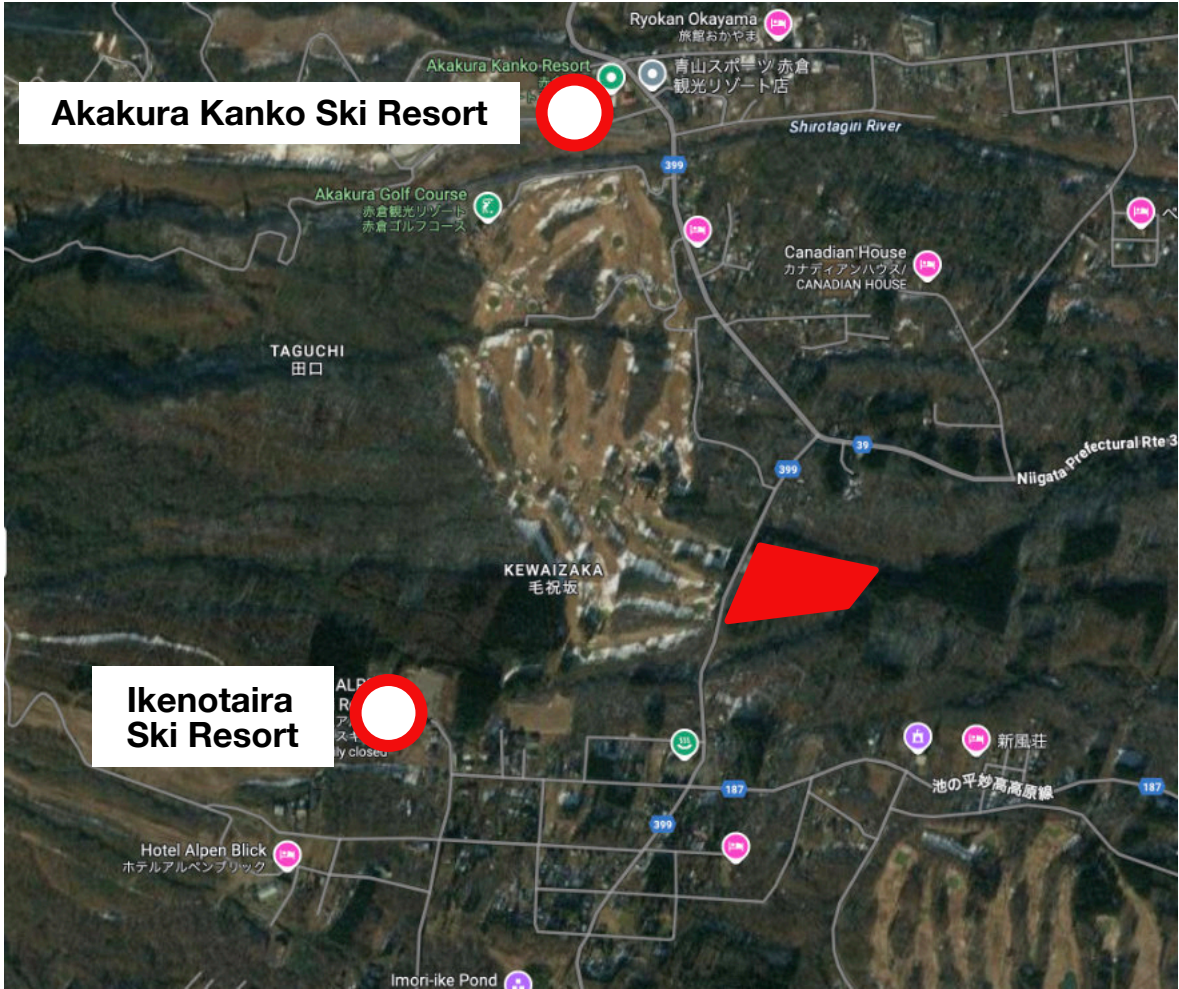 Ryokan Okayama
旅館おかやま
Akakura Kanko Resort
青山スポーツ 赤倉
観光リゾート店
Akakura Kanko Ski Resort
Shirotagiri River
399
Akakura Golf Course
赤倉観光リゾート
赤倉ゴルフコース
Canadian House
カナディアンハウス/
CANADIAN HOUSE
TAGUCHI
田口
39
Niigata Prefectural Rte 3
399
KEWAIZAKA
毛祝坂
Ikenotaira
Ski Resort
新風荘
187
池の平妙高高原線
187
399
Hotel Alpen Blick
ホテルアルペンブリック
Imori-ike Pond